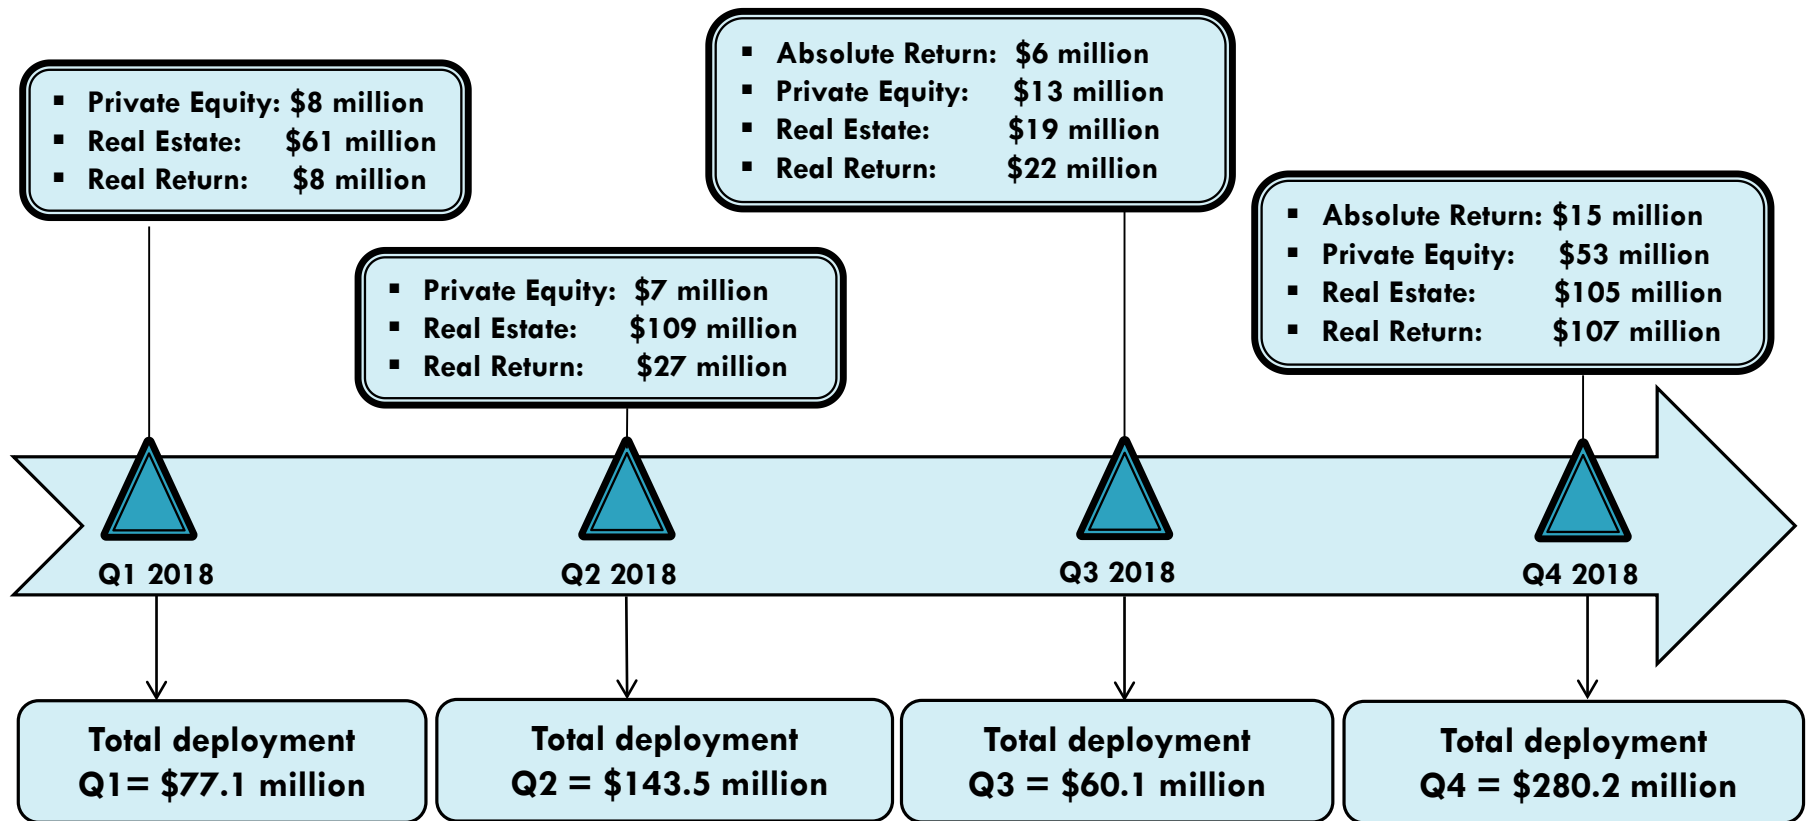 ▪ Private Equity: $8 million
▪ Real Estate: $61 million
▪ Real Return: $8 million
▪ Private Equity: $7 million
▪ Real Estate: $109 million
▪ Real Return: $27 million
▪ Absolute Return: $6 million
▪ Private Equity: $13 million
▪ Real Estate: $19 million
▪ Real Return: $22 million
▪ Absolute Return: $15 million
▪ Private Equity: $53 million
▪ Real Estate: $105 million
▪ Real Return: $107 million
Q1 2018
Q2 2018
Q3 2018
Q4 2018
Total deployment
Q1= $77.1 million
Total deployment
Q2 = $143.5 million
Total deployment
Q3 = $60.1 million
Total deployment
Q4 = $280.2 million